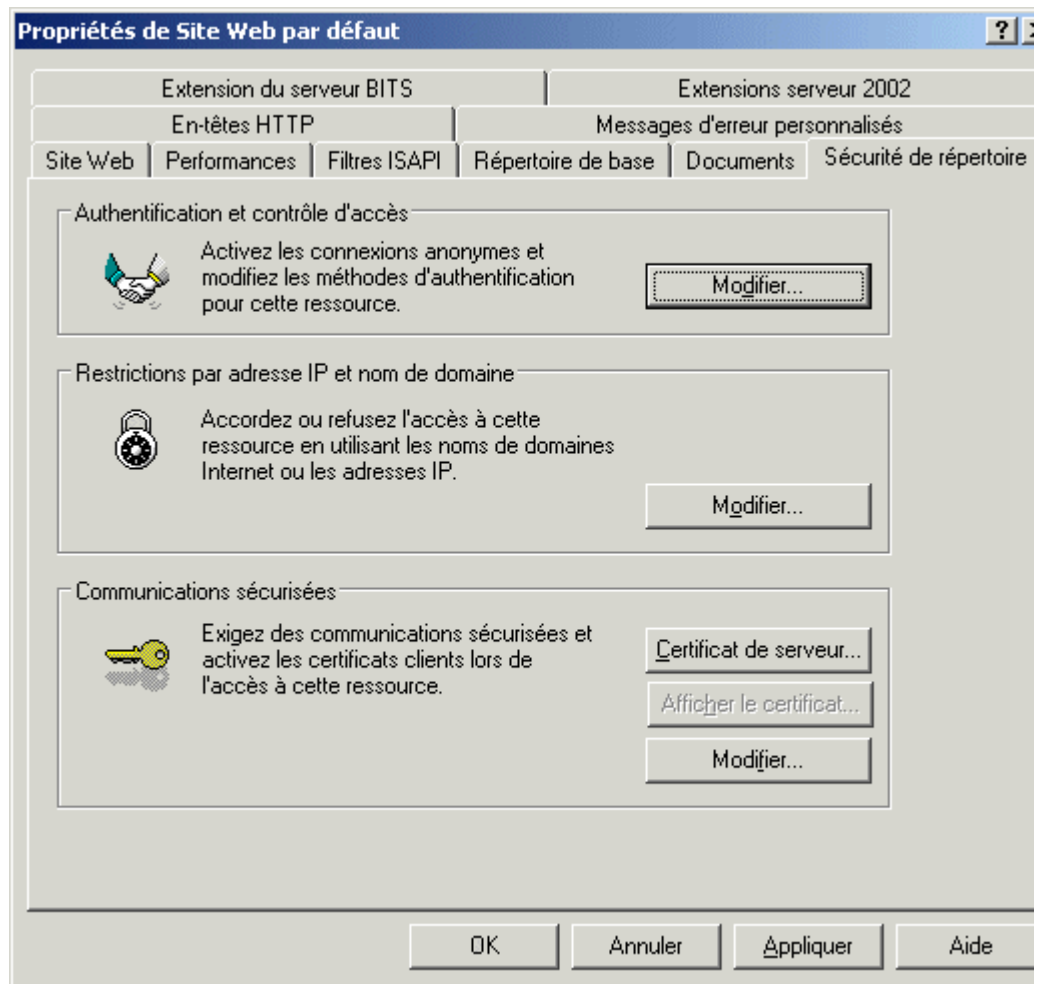 Propriétés de Site Web par défaut
Extension du serveur BITS
Extensions serveur 2002
En-têtes HTTP
Messages d'erreur personnalisés
Site Web
Performances
Filtres ISAPI
Répertoire de base
Documents
Sécurité de répertoire
Authentification et contrôle d'accès
Activez les connexions anonymes et
modifiez les méthodes d'authentification
pour cette ressource.
Modifier...
Restrictions par adresse IP et nom de domaine
Accordez ou refusez l'accès à cette
ressource en utilisant les noms de domaines
Internet ou les adresses IP.
Modifier...
Communications sécurisées
Exigez des communications sécurisées et
activez les certificats clients lors de
l'accès à cette ressource.
Certificat de serveur...
Afficher le certificat...
Modifier...
OK
Annuler
Appliquer
Aide